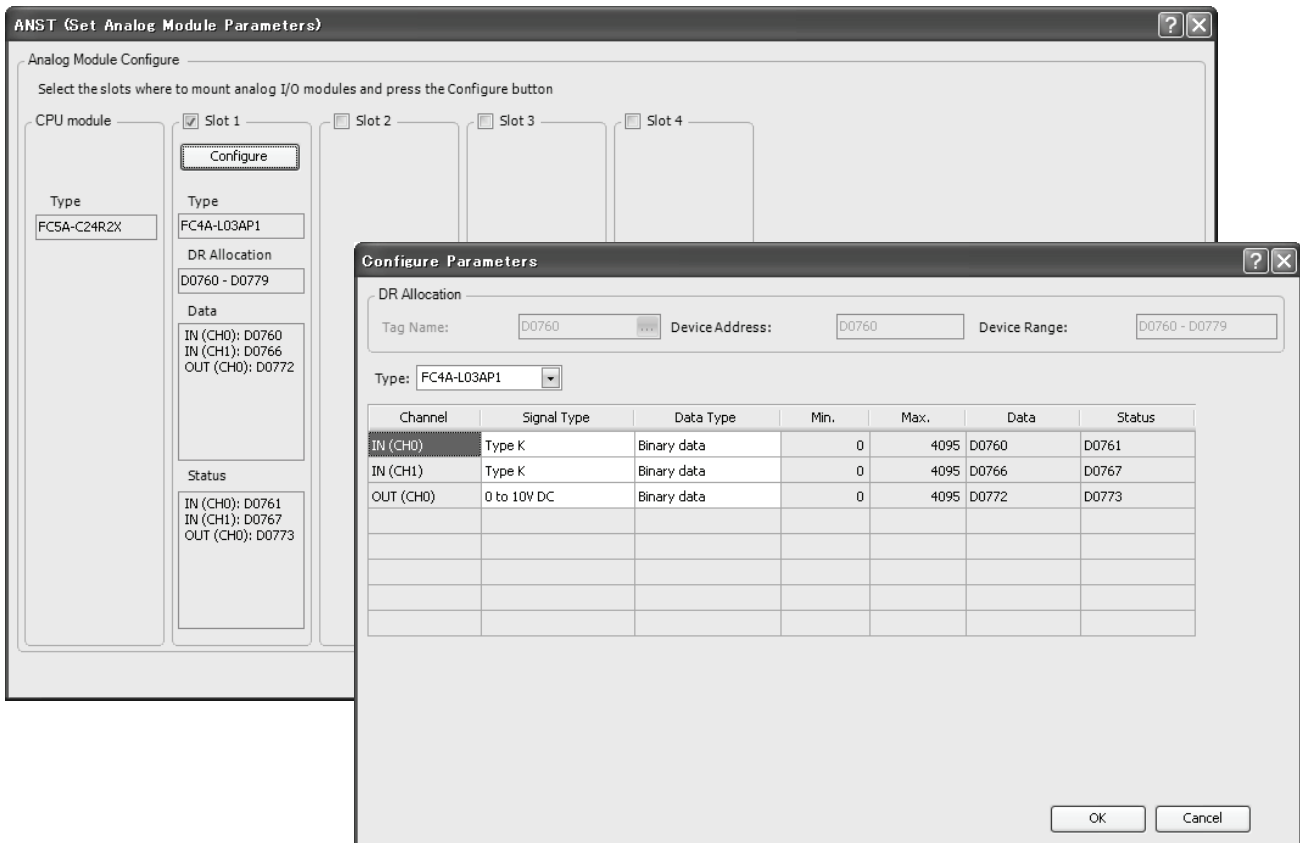 ANST (Set Analog Module Parameters)
Analog Module Configure
Select the slots where to mount analog I/O modules and press the Configure button
CPU module
Type
FC5A-C24R2X
Slot 1
Configure
Type
FC4A-L03AP1
DR Allocation
D0760 - D0779
Data
IN (CH0): D0760
IN (CH1): D0766
OUT (CH0): D0772
Status
IN (CH0): D0761
IN (CH1): D0767
OUT (CH0): D0773
Slot 2
Slot 3
Slot 4
Configure Parameters
DR Allocation
Tag Name: D0760 ... Device Address: D0760 Device Range: D0760 - D0779
Type: FC4A-L03AP1
Channel Signal Type Data Type Min. Max. Data Status
IN (CH0) Type K Binary data 0 4095 D0760 D0761
IN (CH1) Type K Binary data 0 4095 D0766 D0767
OUT (CH0) 0 to 10V DC Binary data 0 4095 D0772 D0773
OK Cancel